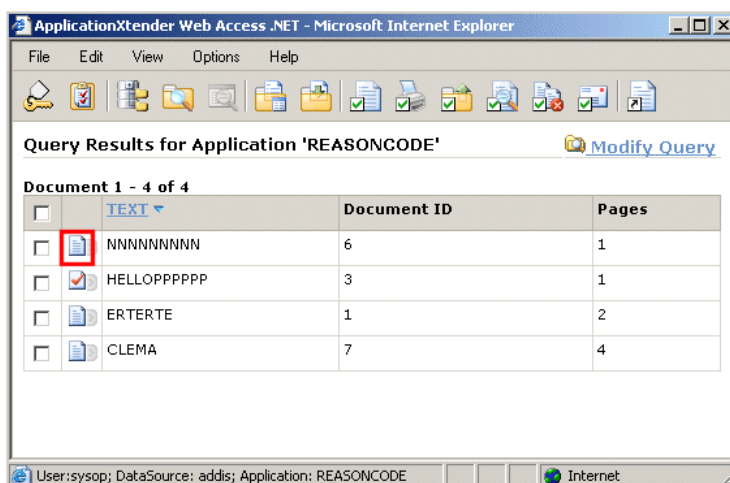 ApplicationXtender Web Access .NET - Microsoft Internet Explorer
File Edit View Options Help
Query Results for Application 'REASONCODE' Modify Query
Document 1 - 4 of 4
TEXT Document ID Pages
NNNNNNNNN 6 1
HELLOPPPPPP 3 1
ERTERTE 1 2
CLEMA 7 4
User:sysop; DataSource: addis; Application: REASONCODE Internet